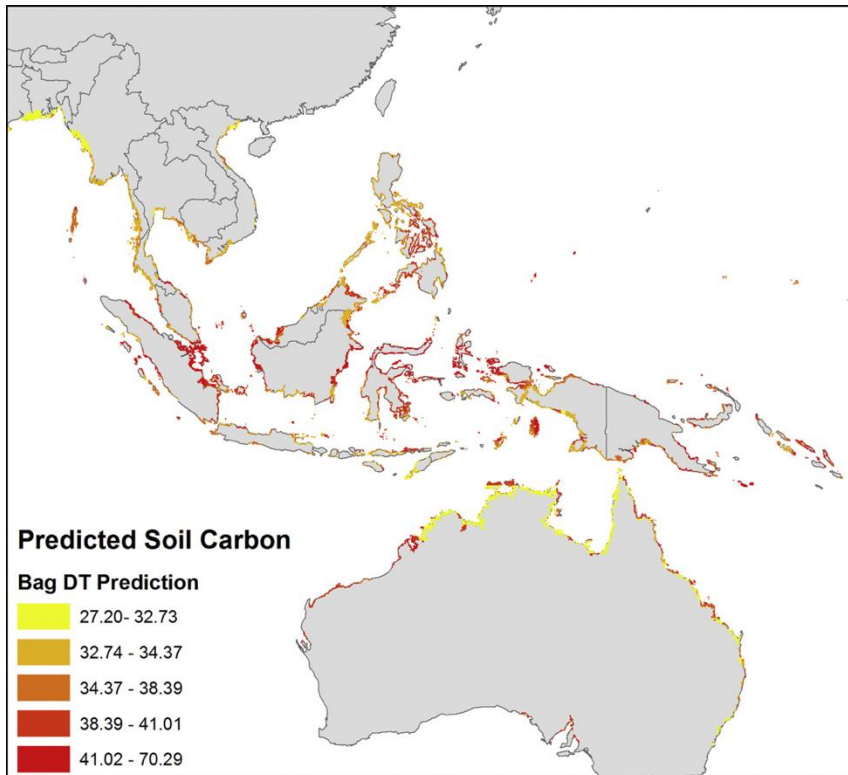 Predicted Soil Carbon
Bag DT Prediction
27.20- 32.73
32.74 - 34.37
34.37 - 38.39
38.39 - 41.01
41.02 - 70.29